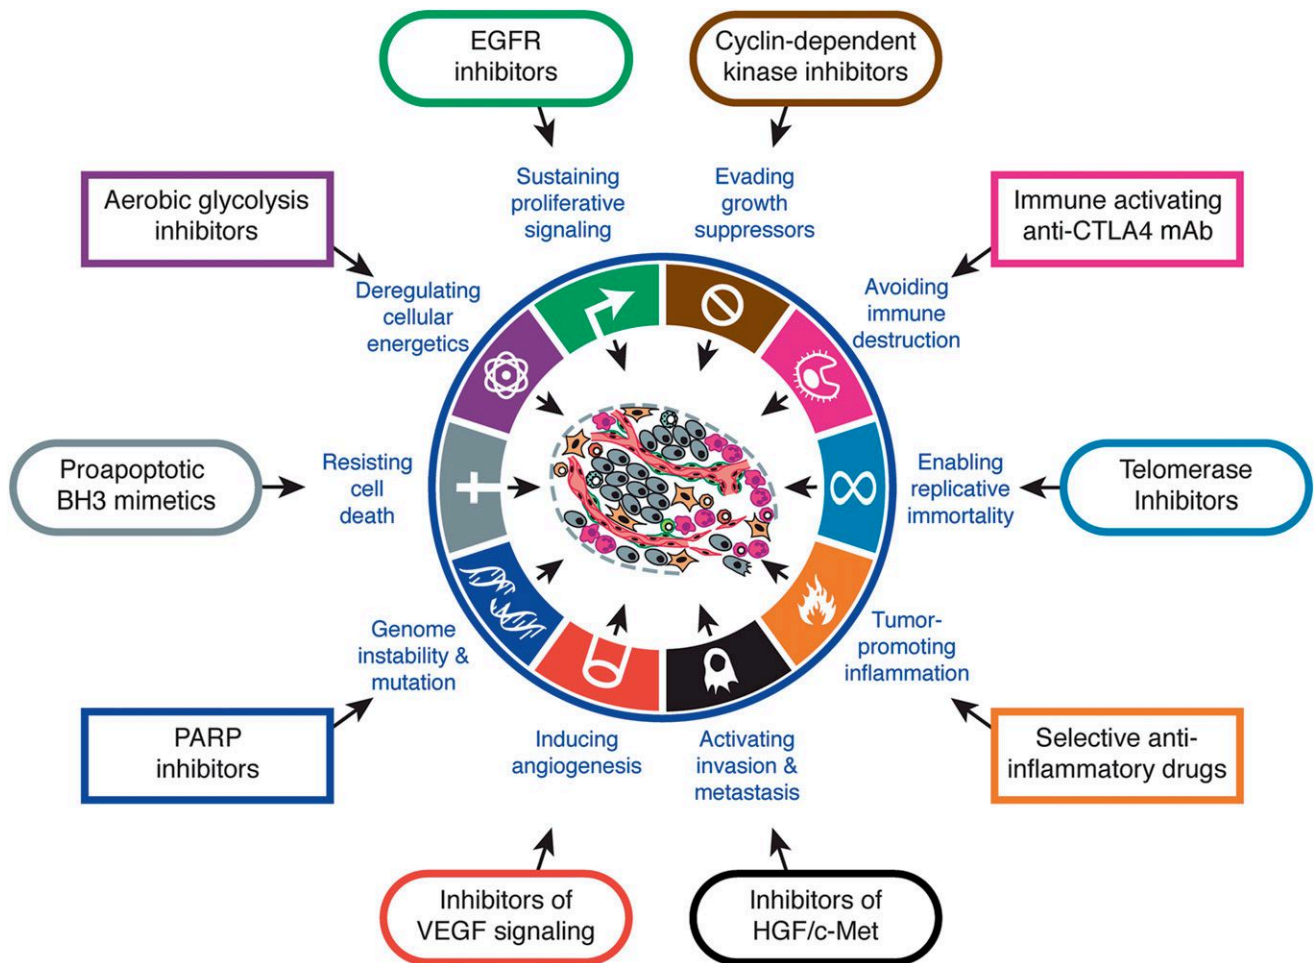 EGFR
inhibitors
Cyclin-dependent
kinase inhibitors
Sustaining
proliferative
signaling
Evading
growth
suppressors
Aerobic glycolysis
inhibitors
Immune activating
anti-CTLA4 mAb
Deregulating
cellular
energetics
Avoiding
immune
destruction
Proapoptotic
BH3 mimetics
Resisting
cell
death
Enabling
replicative
immortality
Telomerase
Inhibitors
Genome
instability &
mutation
Tumor-
promoting
inflammation
PARP
inhibitors
Inducing
angiogenesis
Activating
invasion &
metastasis
Selective anti-
inflammatory drugs
Inhibitors of
VEGF signaling
Inhibitors of
HGF/c-Met